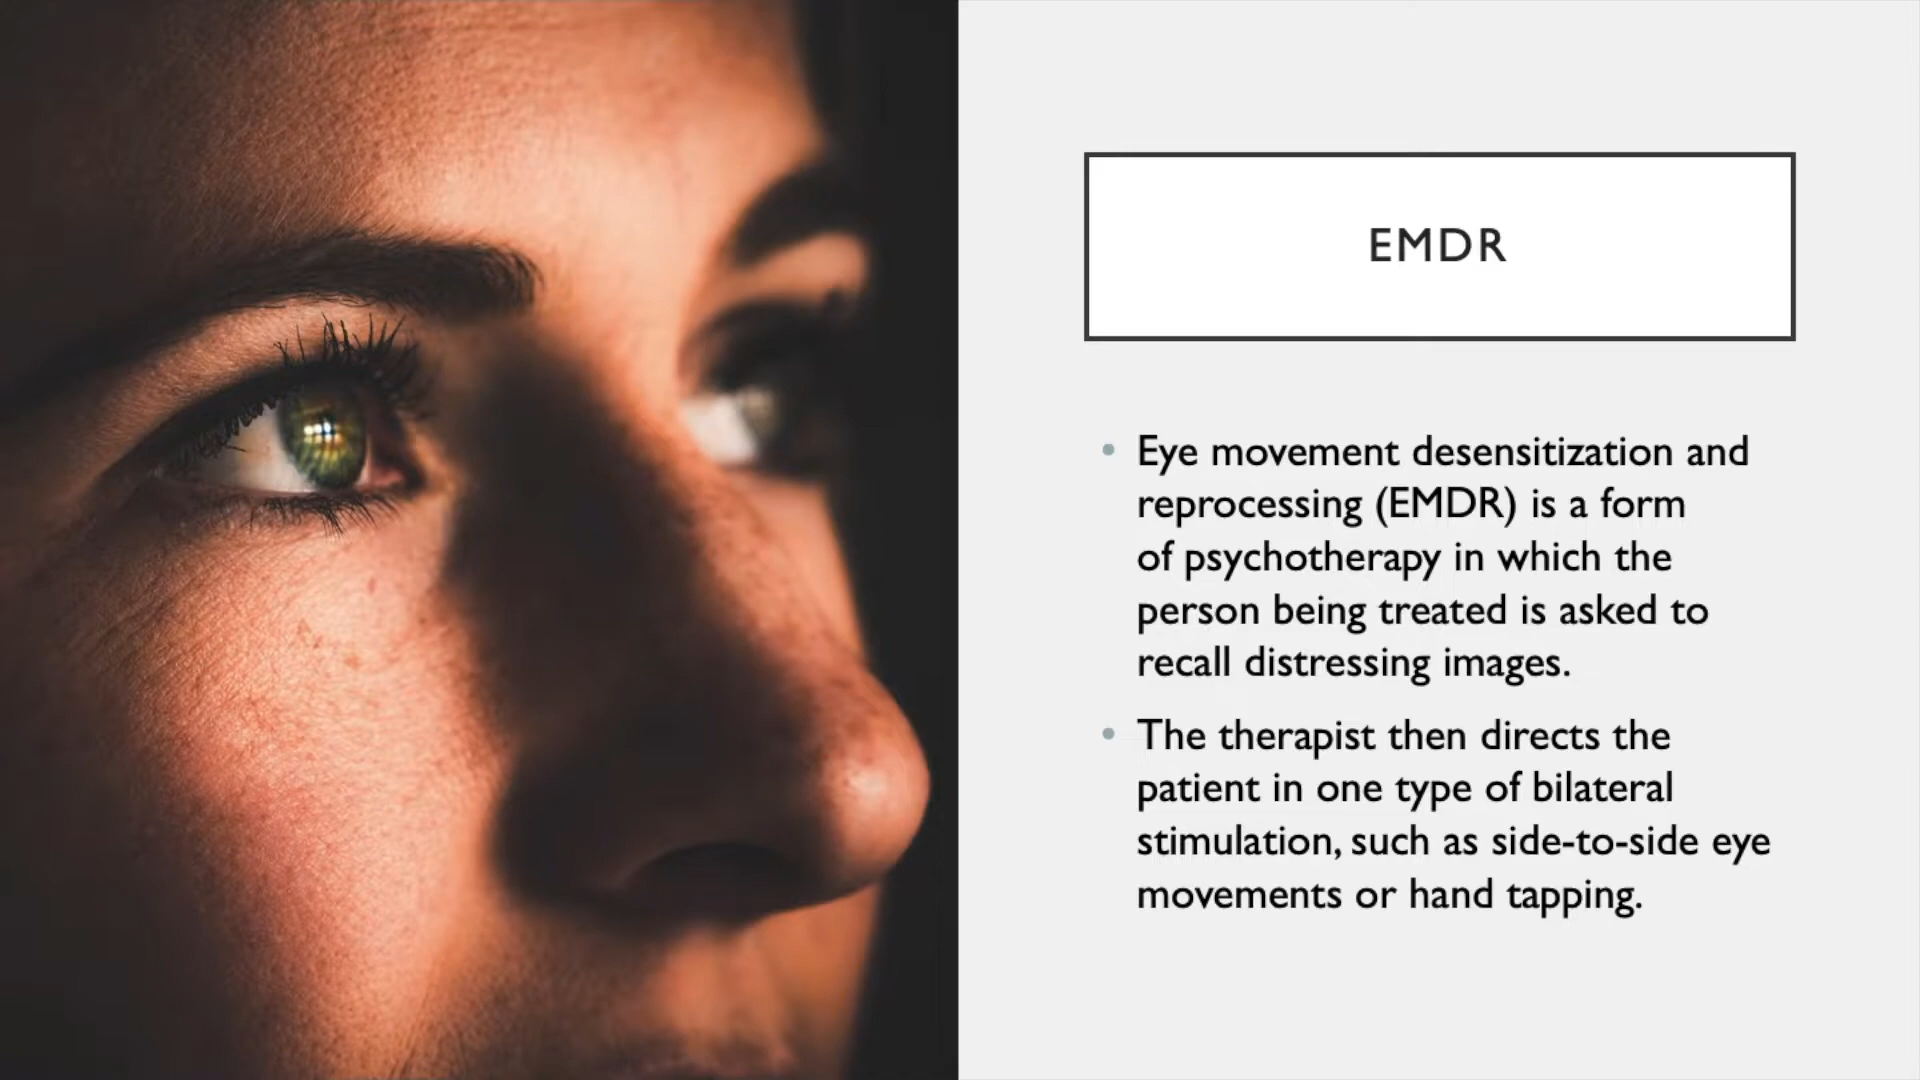 EMDR
Eye movement desensitization and
reprocessing (EMDR) is a form
of psychotherapy in which the
person being treated is asked to
recall distressing images.
The therapist then directs the
patient in one type of bilateral
stimulation, such as side-to-side eye
movements or hand tapping.